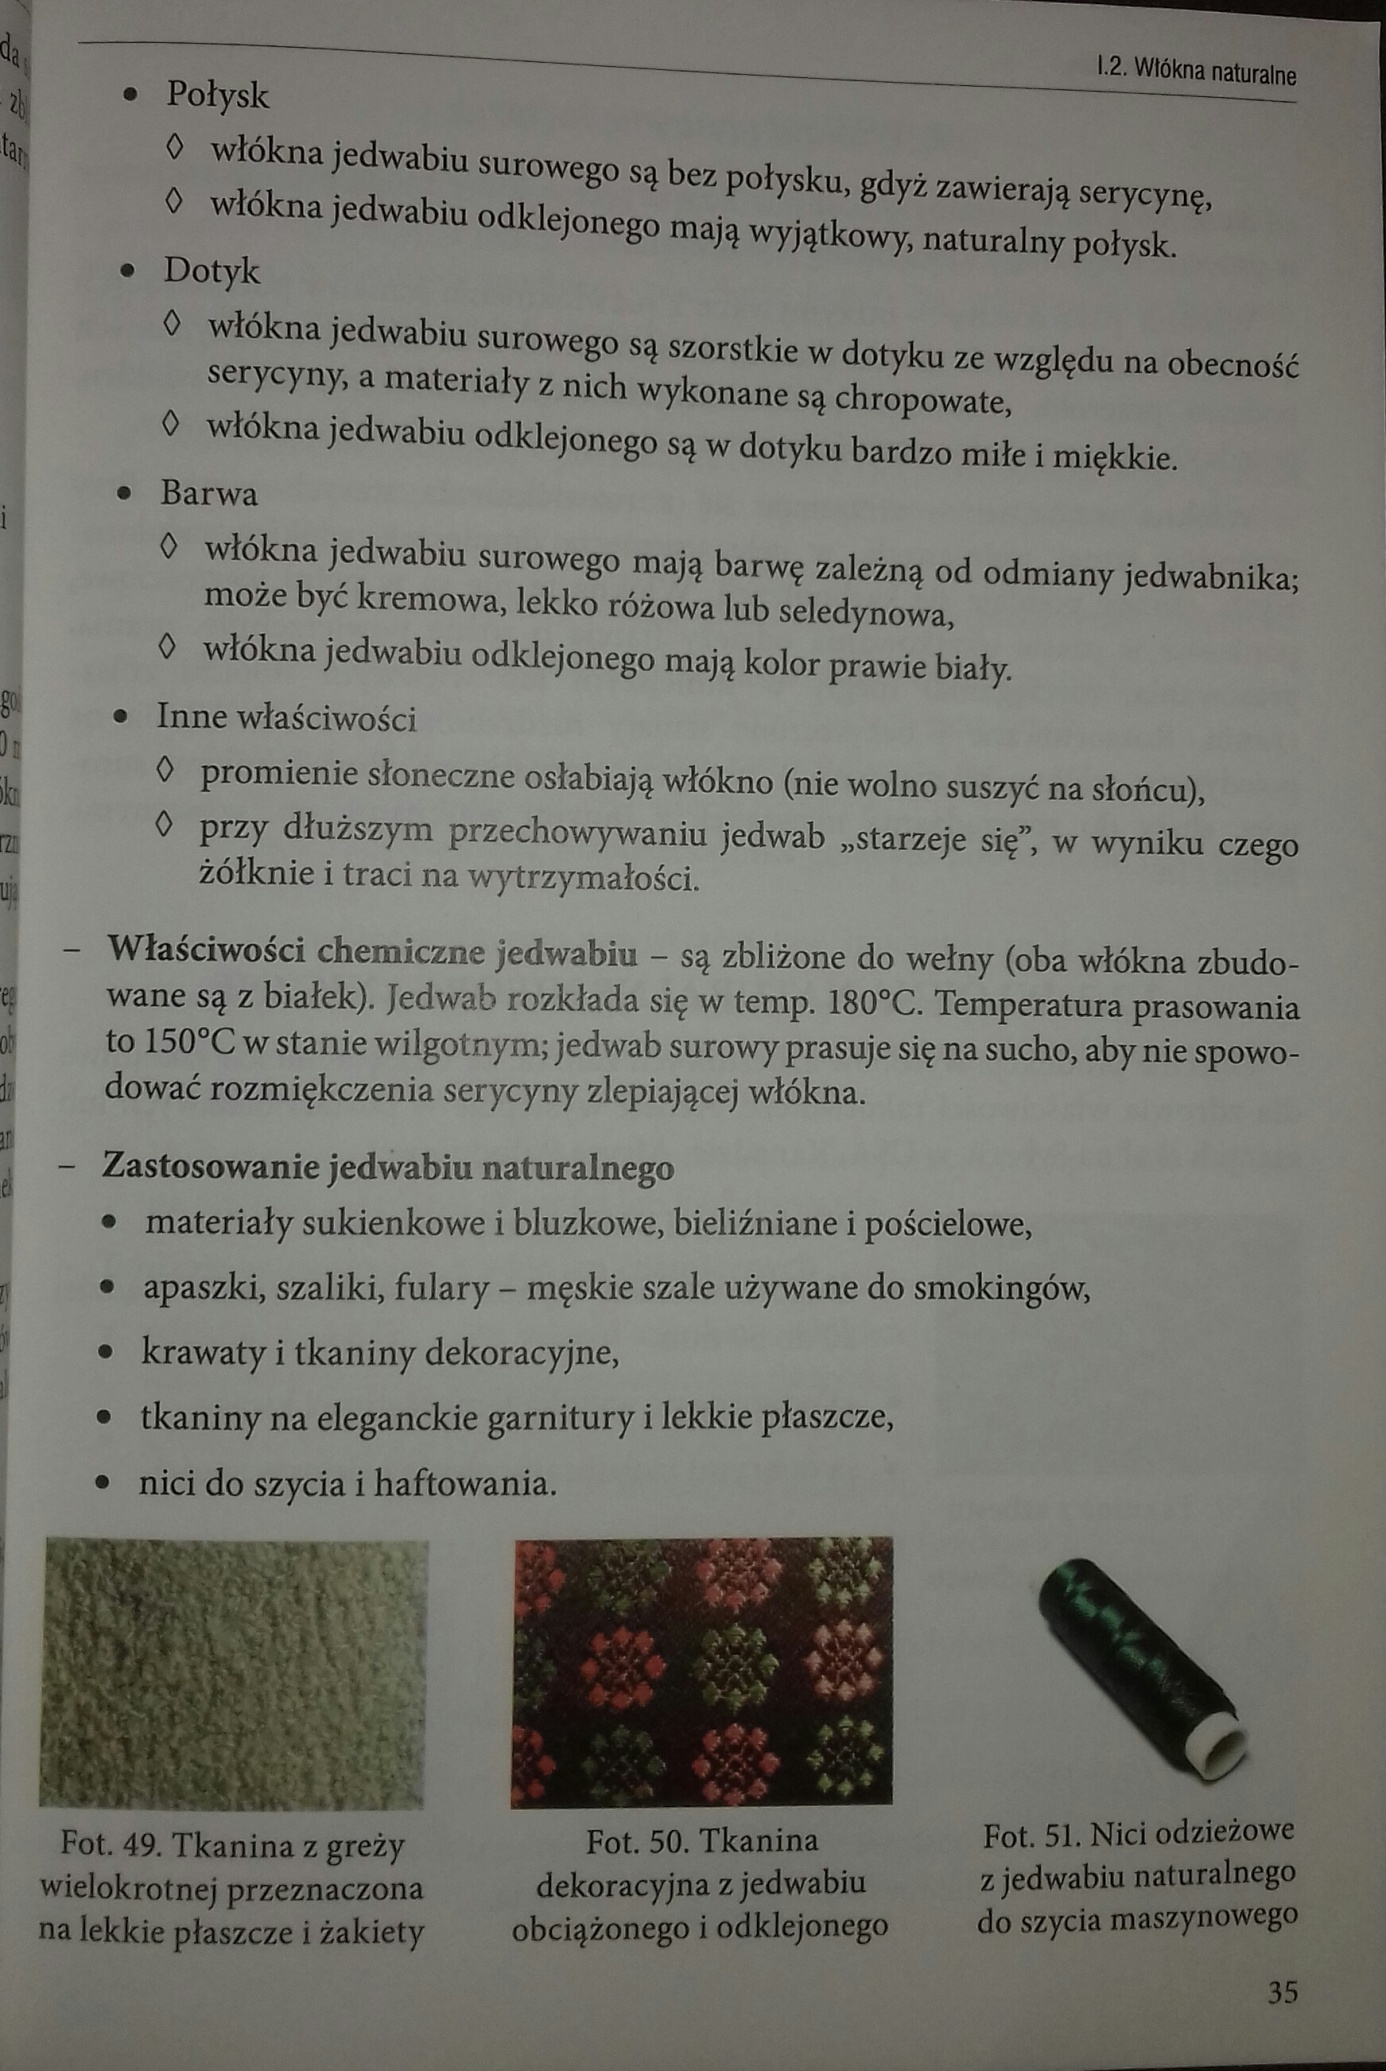 I.2. Włókna naturalne
• Połysk
◊ włókna jedwabiu surowego są bez połysku, gdyż zawierają serycynę,
◊ włókna jedwabiu odklejonego mają wyjątkowy, naturalny połysk.
• Dotyk
◊ włókna jedwabiu surowego są szorstkie w dotyku ze względu na obecność
serycyny, a materiały z nich wykonane są chropowate,
◊ włókna jedwabiu odklejonego są w dotyku bardzo miłe i miękkie.
• Barwa
◊ włókna jedwabiu surowego mają barwę zależną od odmiany jedwabnika;
może być kremowa, lekko różowa lub seledynowa,
◊ włókna jedwabiu odklejonego mają kolor prawie biały.
• Inne właściwości
◊ promienie słoneczne osłabiają włókno (nie wolno suszyć na słońcu),
◊ przy dłuższym przechowywaniu jedwab „starzeje się”, w wyniku czego
żółknie i traci na wytrzymałości.
– Właściwości chemiczne jedwabiu – są zbliżone do wełny (oba włókna zbudo-
wane są z białek). Jedwab rozkłada się w temp. 180°C. Temperatura prasowania
to 150°C w stanie wilgotnym; jedwab surowy prasuje się na sucho, aby nie spowo-
dować rozmiękczenia serycyny zlepiającej włókna.
– Zastosowanie jedwabiu naturalnego
• materiały sukienkowe i bluzkowe, bieliźniane i pościelowe,
• apaszki, szaliki, fulary – męskie szale używane do smokingów,
• krawaty i tkaniny dekoracyjne,
• tkaniny na eleganckie garnitury i lekkie płaszcze,
• nici do szycia i haftowania.
Fot. 49. Tkanina z greży
wielokrotnej przeznaczona
na lekkie płaszcze i żakiety
Fot. 50. Tkanina
dekoracyjna z jedwabiu
obciążonego i odklejonego
Fot. 51. Nici odzieżowe
z jedwabiu naturalnego
do szycia maszynowego
35